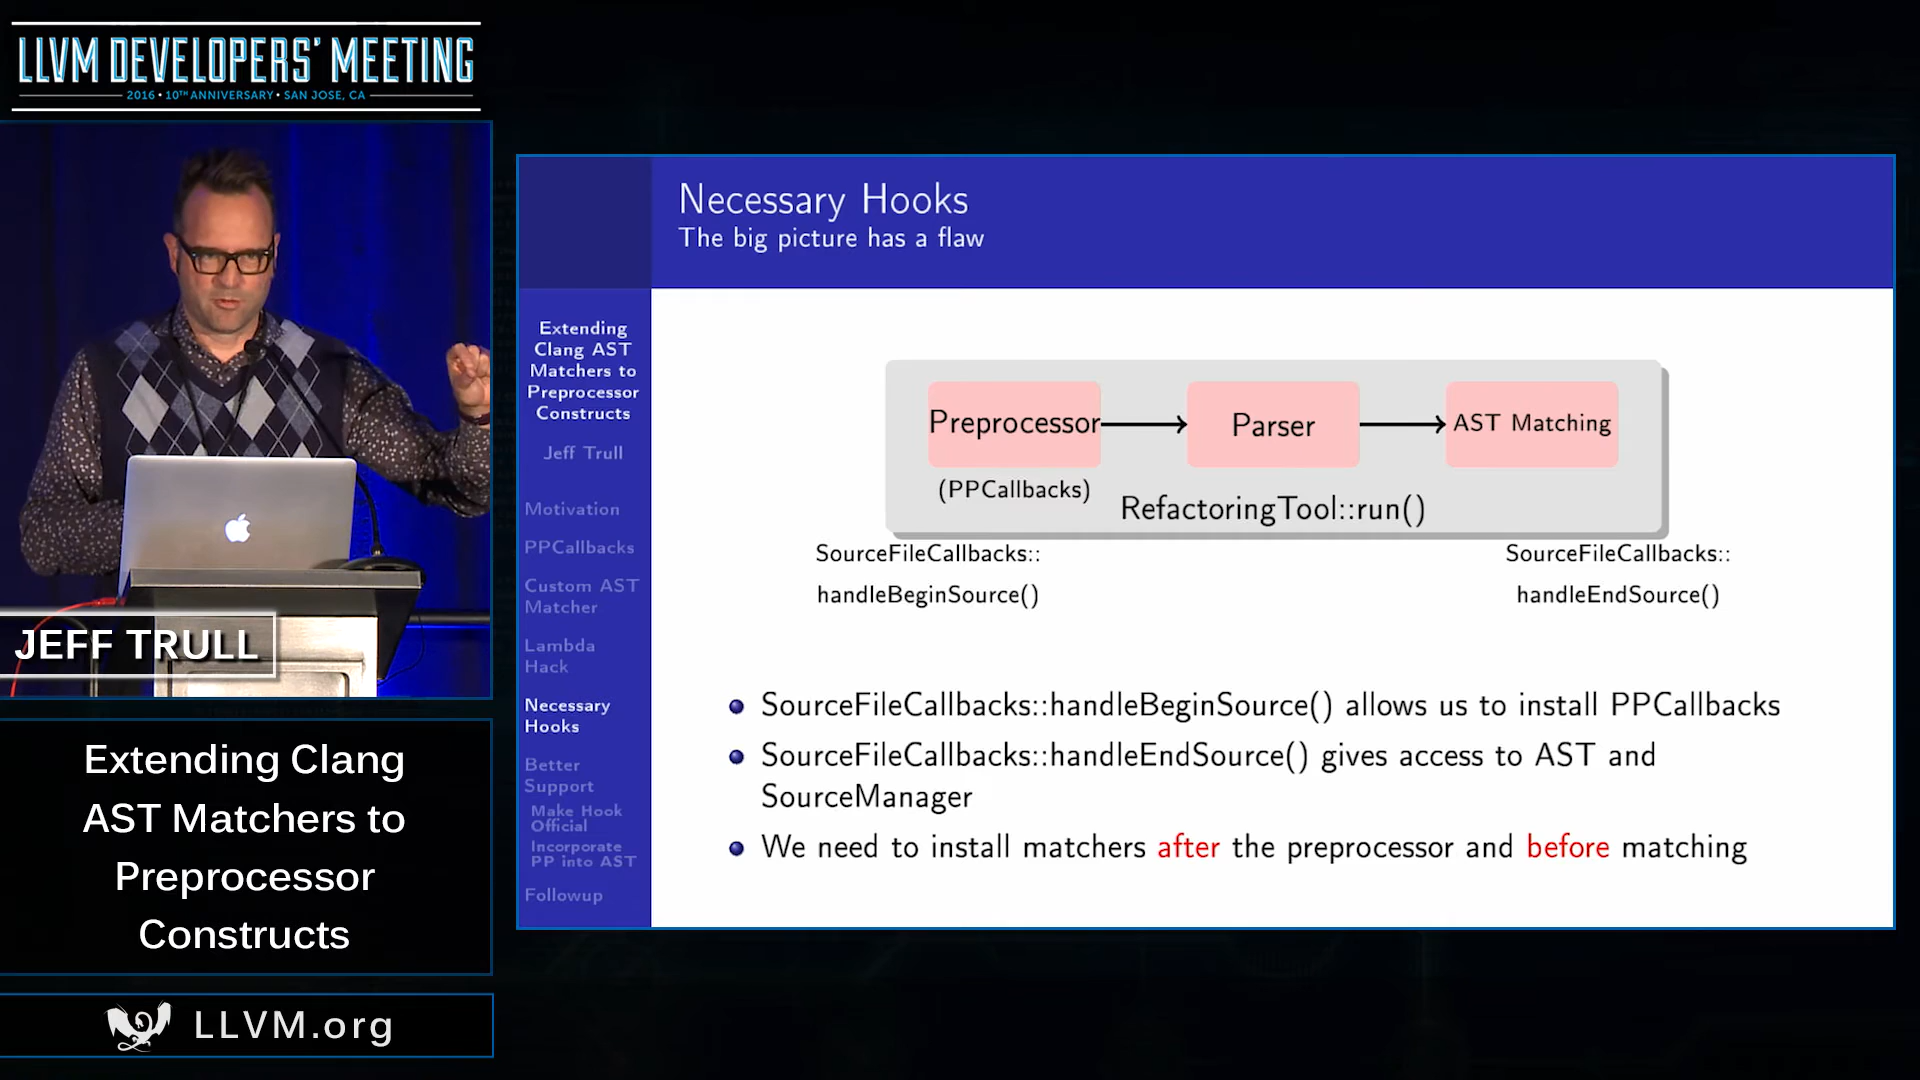 LLVM DEVELOPERS' MEETING
2016 • 10TH ANNIVERSARY • SAN JOSE, CA
JEFF TRULL
Extending Clang
AST Matchers to
Preprocessor
Constructs
LLVM.org
Necessary Hooks
The big picture has a flaw
Extending
Clang AST
Matchers to
Preprocessor
Constructs
Jeff Trull
Motivation
PPCallbacks
Custom AST
Matcher
Lambda
Hack
Necessary
Hooks
Better
Support
Make Hook
Official
Incorporate
PP into AST
Followup
Preprocessor
Parser
AST Matching
(PPCallbacks)
RefactoringTool::run()
SourceFileCallbacks::
handleBeginSource()
SourceFileCallbacks::
handleEndSource()
SourceFileCallbacks::handleBeginSource() allows us to install PPCallbacks
SourceFileCallbacks::handleEndSource() gives access to AST and
SourceManager
We need to install matchers after the preprocessor and before matching